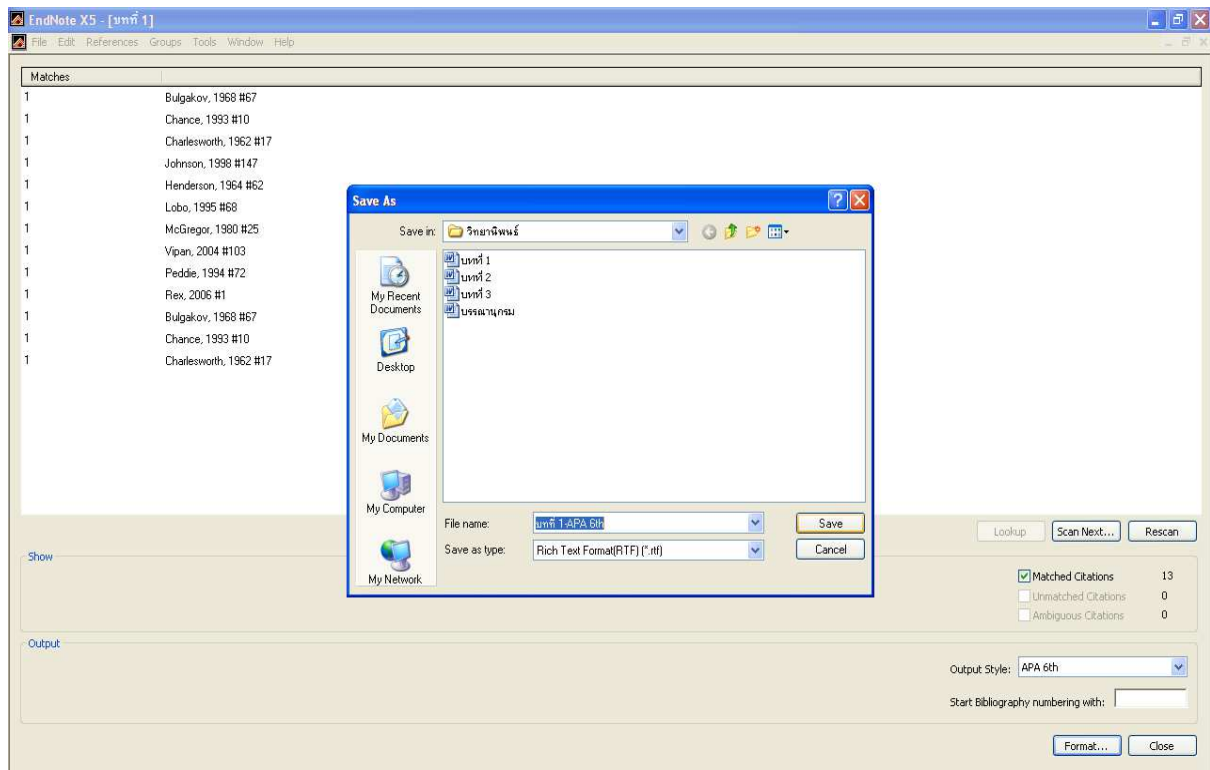 EndNote X5 - [บทที่ 1]
File Edit References Groups Tools Window Help
Matches
1 Bulgakov, 1968 #67
1 Chance, 1993 #10
1 Charlesworth, 1962 #17
1 Johnson, 1998 #147
1 Henderson, 1964 #62
1 Lobo, 1995 #68
1 McGregor, 1980 #25
1 Vipan, 2004 #103
1 Peddie, 1994 #72
1 Rex, 2006 #1
1 Bulgakov, 1968 #67
1 Chance, 1993 #10
1 Charlesworth, 1962 #17
Save As
Save in: วิทยานิพนธ์
My Recent Documents
Desktop
My Documents
My Computer
My Network
บทที่ 1
บทที่ 2
บทที่ 3
บรรณานุกรม
File name: บทที่ 1-APA 6th
Save as type: Rich Text Format(RTF) (*.rtf)
Save
Cancel
Lookup Scan Next... Rescan
Show
Matched Citations 13
Unmatched Citations 0
Ambiguous Citations 0
Output
Output Style: APA 6th
Start Bibliography numbering with:
Format... Close